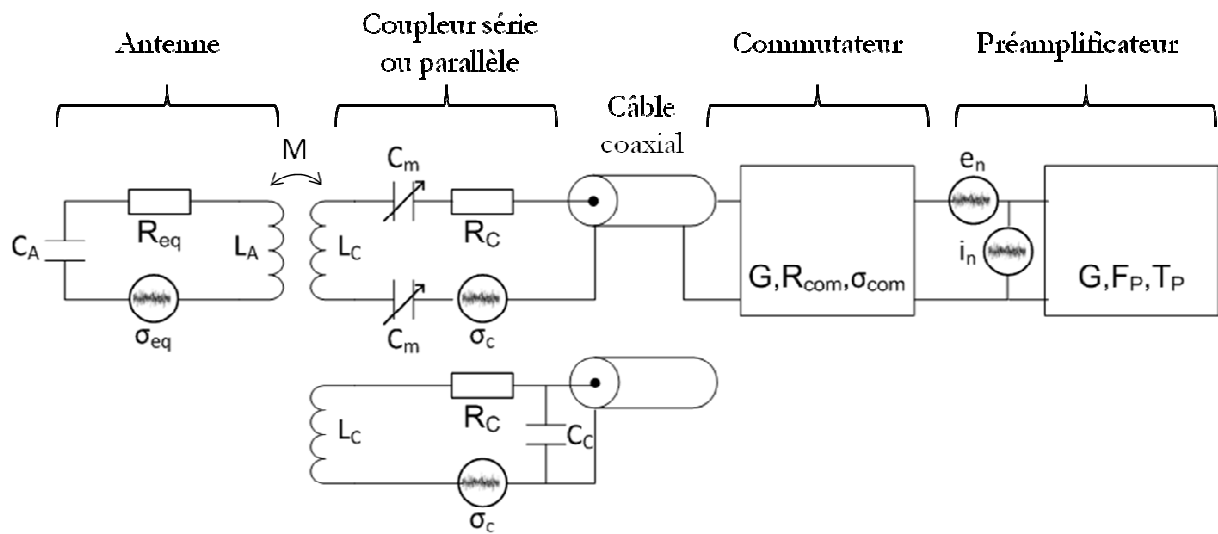 Antenne
Coupleur série
ou parallèle
Câble
coaxial
Commutateur
Préamplificateur
M
Cm
en
CA
Req
LA
LC
RC
in
G,Rcom,σcom
G,FP,TP
σeq
Cm
σc
LC
RC
CC
σc